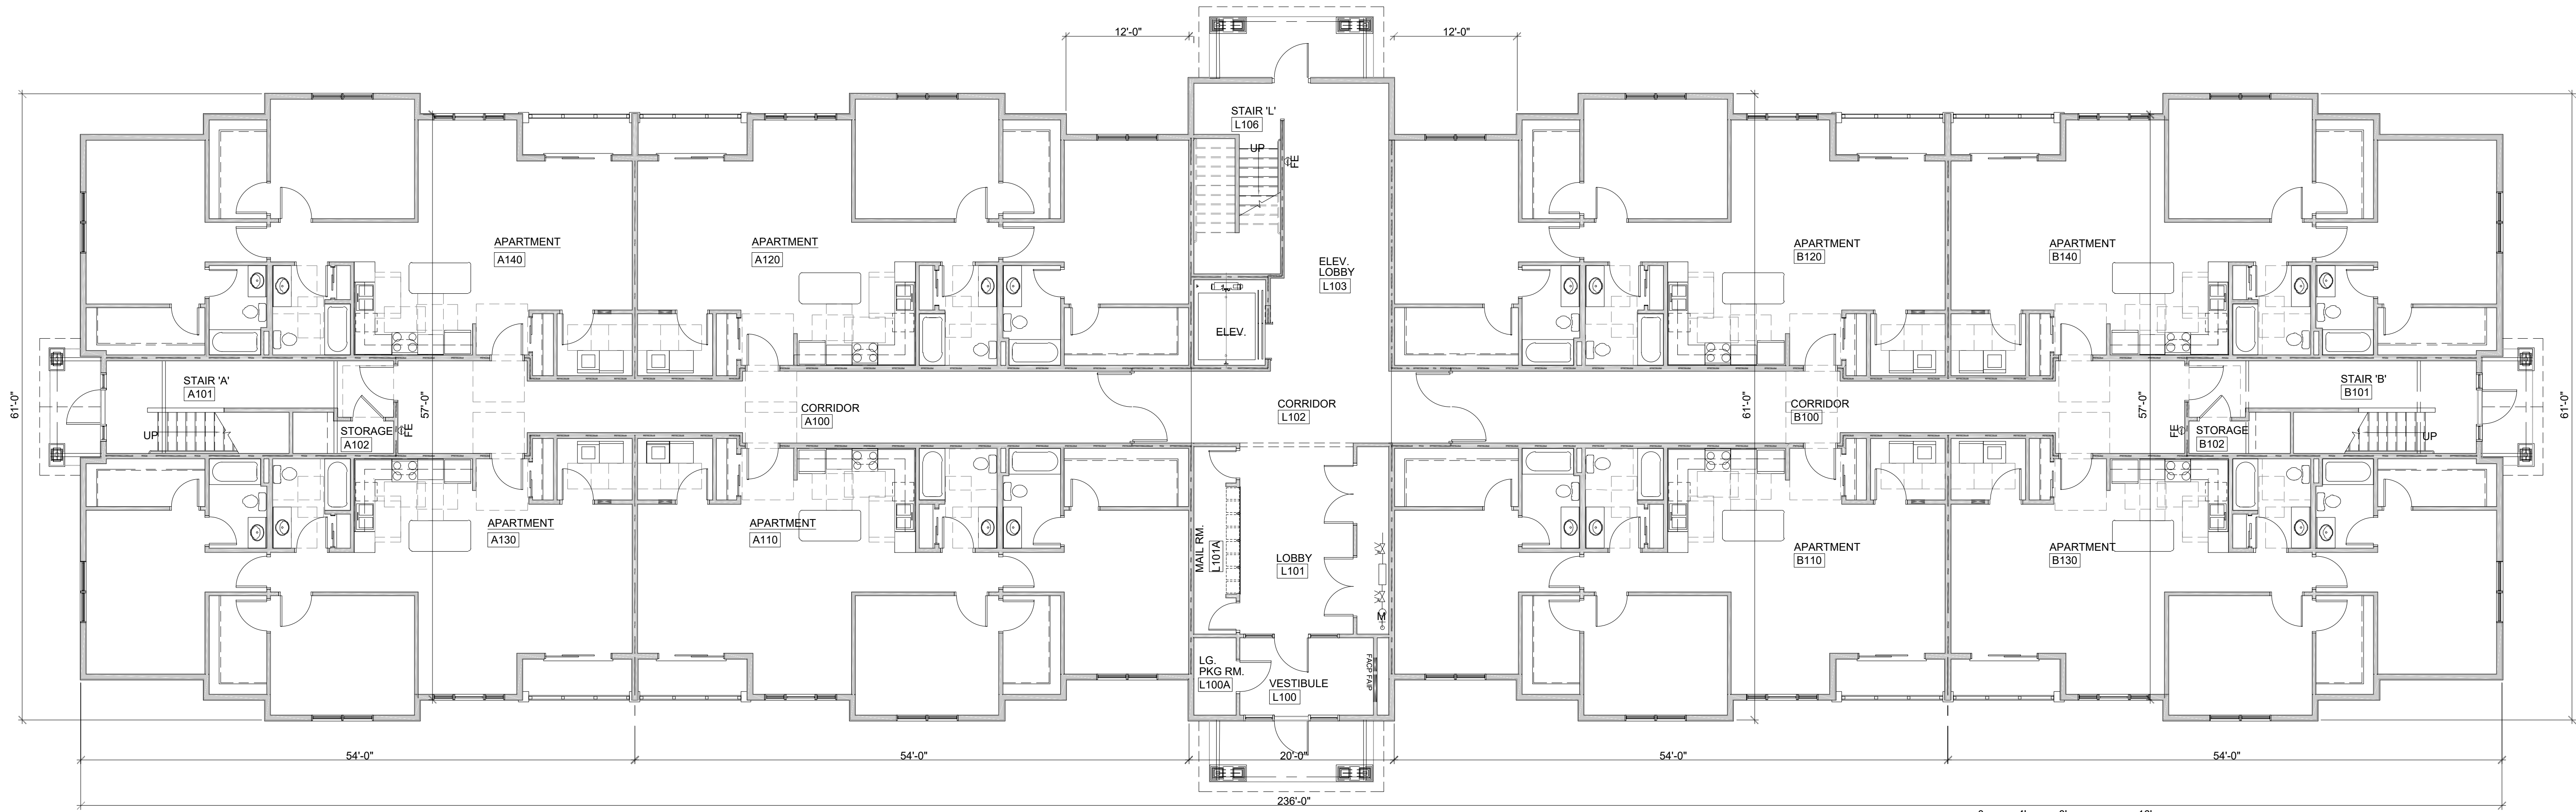 12'-0"
12'-0"
STAIR 'L'
L106
UP
FE
APARTMENT
A140
APARTMENT
A120
ELEV.
LOBBY
L103
APARTMENT
B120
APARTMENT
B140
ELEV.
61'-0"
STAIR 'A'
A101
UP
STORAGE
A102
FE
57'-0"
CORRIDOR
A100
CORRIDOR
L102
61'-0"
CORRIDOR
B100
57'-0"
FE
STORAGE
B102
STAIR 'B'
B101
UP
61'-0"
APARTMENT
A130
APARTMENT
A110
MAIL RM.
L101A
LOBBY
L101
M
APARTMENT
B110
APARTMENT
B130
LG.
PKG RM.
L100A
VESTIBULE
L100
FACP FAIP
54'-0"
54'-0"
20'-0"
54'-0"
54'-0"
236'-0"